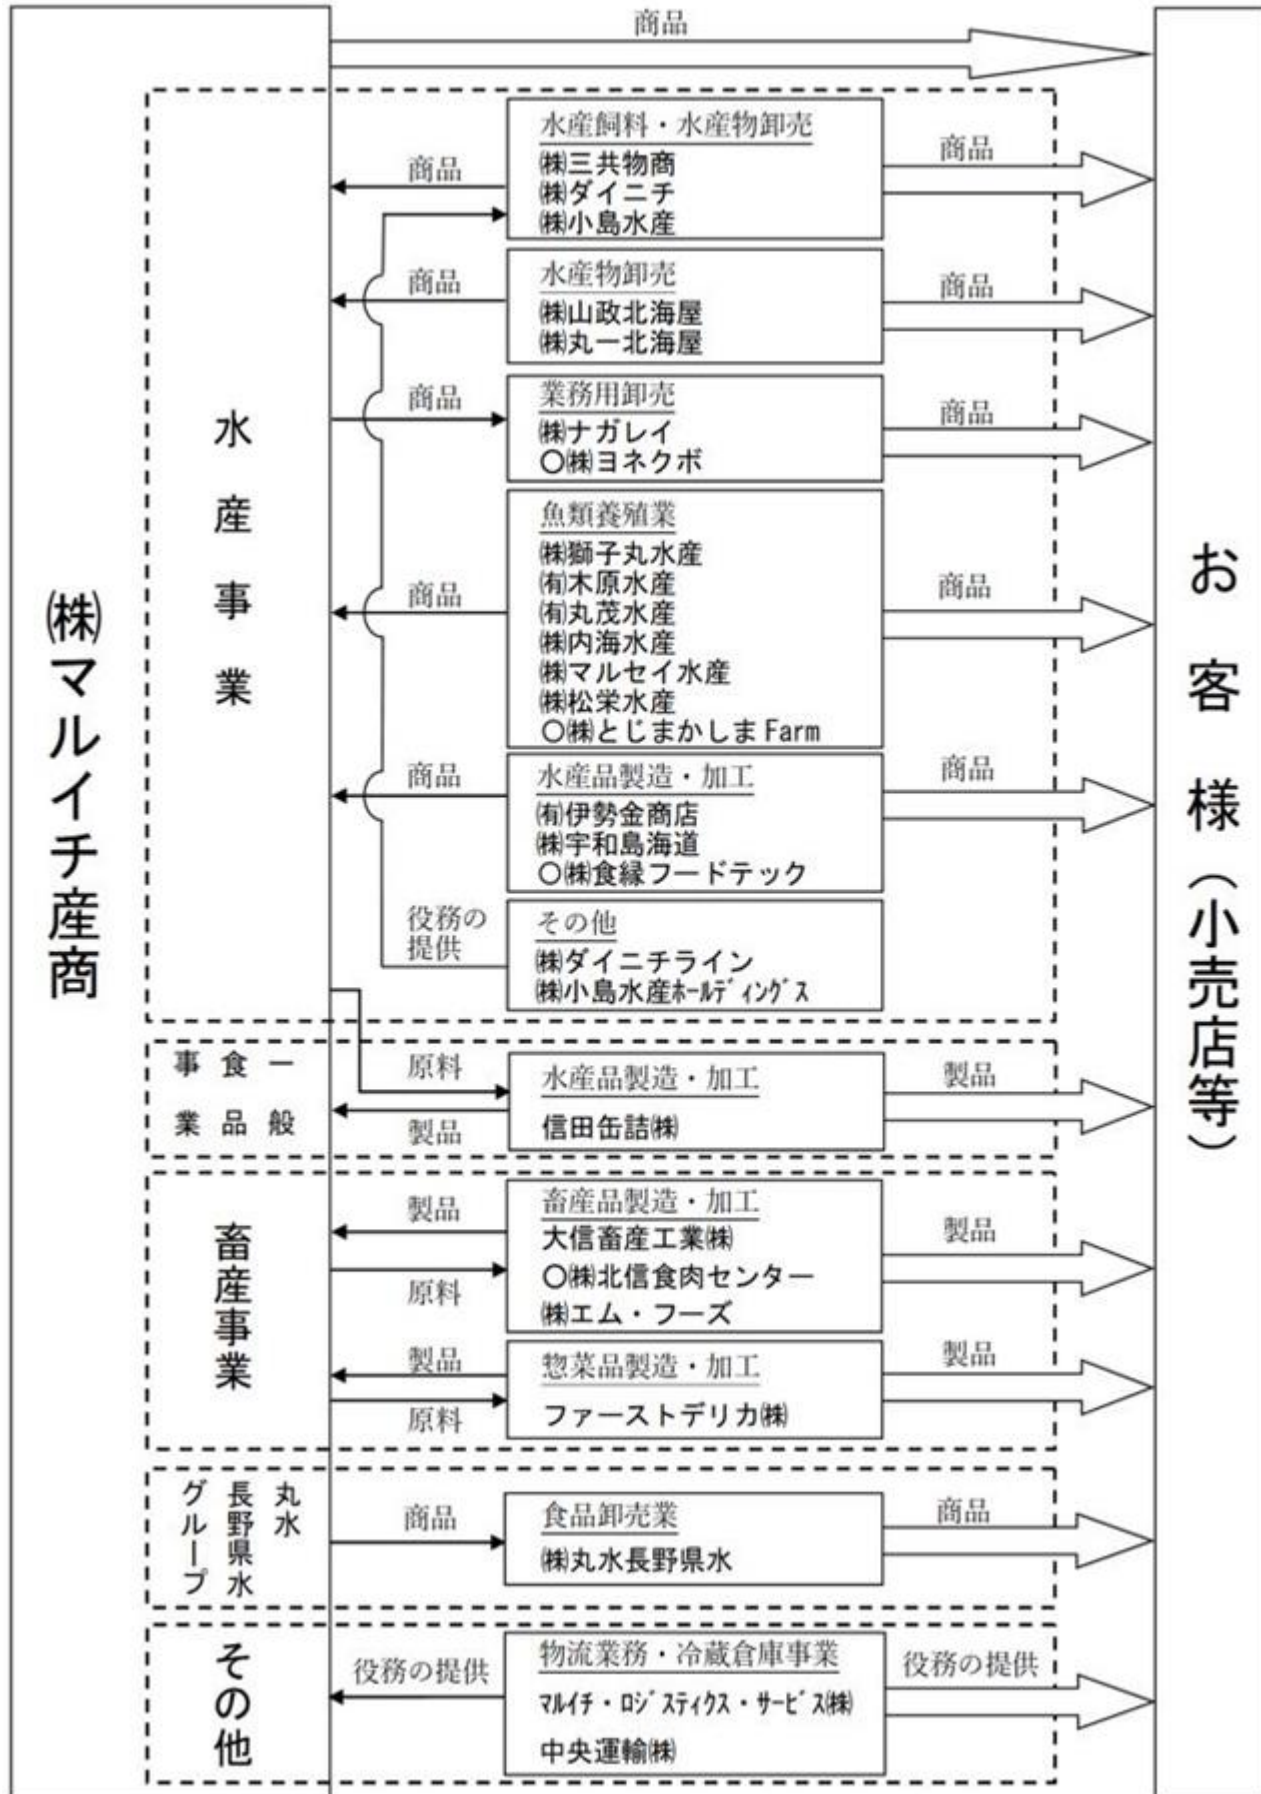 商品
㈱マルイチ産商
お客様（小売店等）
水産事業
水産飼料・水産物卸売
㈱三共物商
㈱ダイニチ
㈱小島水産
商品
商品
水産物卸売
㈱山政北海屋
㈱丸一北海屋
商品
商品
業務用卸売
㈱ナガレイ
○㈱ヨネクボ
商品
商品
魚類養殖業
㈱獅子丸水産
㈲木原水産
㈲丸茂水産
㈱内海水産
㈱マルセイ水産
㈱松栄水産
○㈱とじまかしまFarm
商品
商品
水産品製造・加工
㈲伊勢金商店
㈱宇和島海道
○㈱食縁フードテック
商品
商品
その他
㈱ダイニチライン
㈱小島水産ﾎｰﾙﾃﾞｨﾝｸﾞｽ
役務の
提供
一般
食品
事業
水産品製造・加工
信田缶詰㈱
原料
製品
製品
畜産事業
畜産品製造・加工
大信畜産工業㈱
○㈱北信食肉センター
㈱エム・フーズ
製品
原料
製品
惣菜品製造・加工
ファーストデリカ㈱
製品
原料
製品
丸水
長野県水
グループ
食品卸売業
㈱丸水長野県水
商品
商品
その他
物流業務・冷蔵倉庫事業
ﾏﾙｲﾁ・ﾛｼﾞｽﾃｨｸｽ・ｻｰﾋﾞｽ㈱
中央運輸㈱
役務の提供
役務の提供